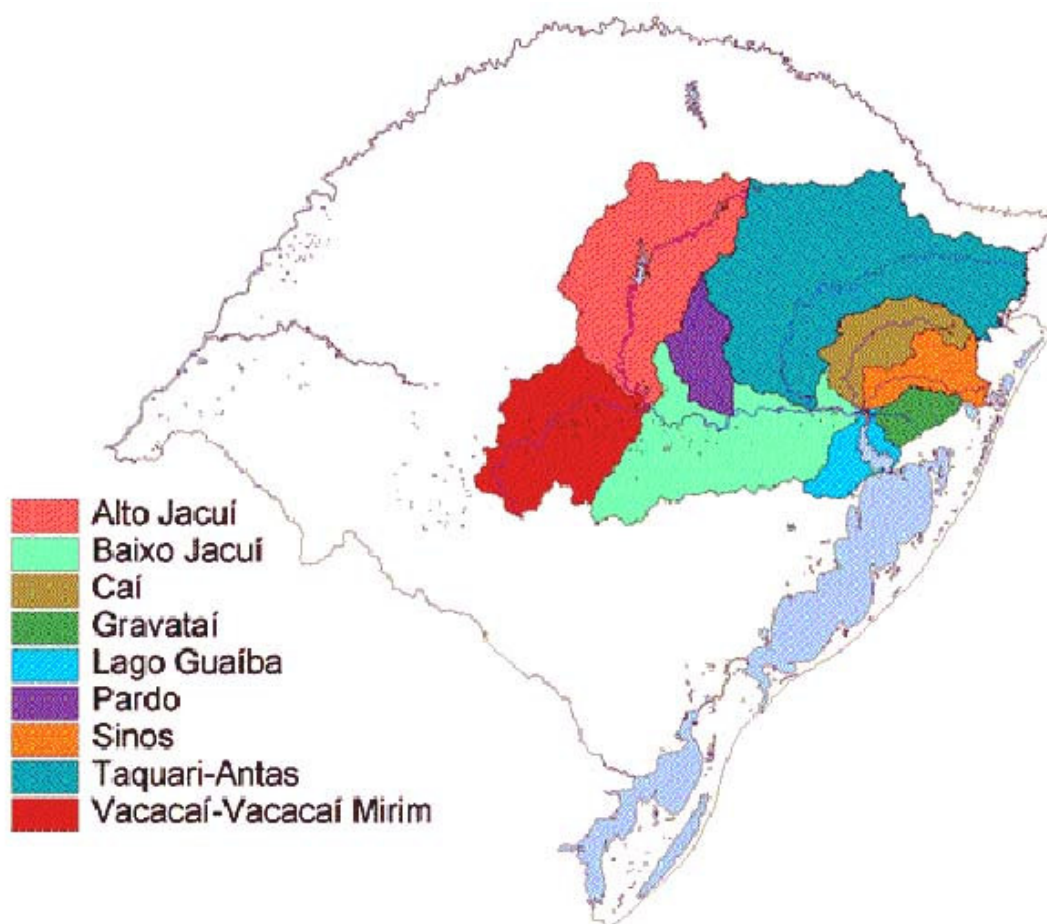 Alto Jacuí
Baixo Jacuí
Caí
Gravataí
Lago Guaíba
Pardo
Sinos
Taquari-Antas
Vacacaí-Vacacaí Mirim